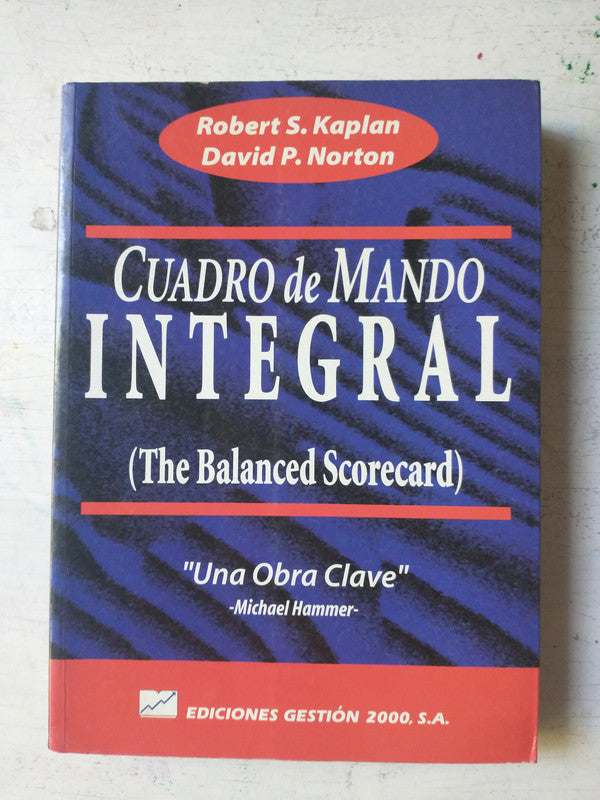 Robert S. Kaplan
David P. Norton
CUADRO de MANDO
INTEGRAL
(The Balanced Scorecard)
"Una Obra Clave"
-Michael Hammer-
EDICIONES GESTIÓN 2000, S.A.